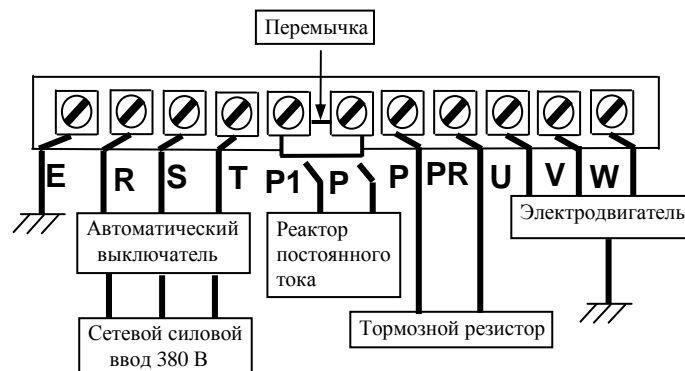 Перемычка
E R S T P1 P P PR U V W
Автоматический
выключатель
Реактор
постоянного
тока
Электродвигатель
Сетевой силовой
ввод 380 В
Тормозной резистор